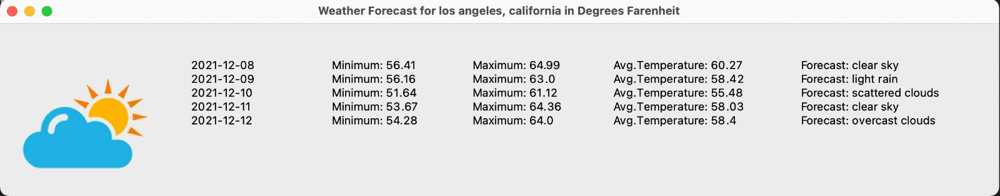 Weather Forecast for los angeles, california in Degrees Farenheit
2021-12-08 Minimum: 56.41 Maximum: 64.99 Avg.Temperature: 60.27 Forecast: clear sky
2021-12-09 Minimum: 56.16 Maximum: 63.0 Avg.Temperature: 58.42 Forecast: light rain
2021-12-10 Minimum: 51.64 Maximum: 61.12 Avg.Temperature: 55.48 Forecast: scattered clouds
2021-12-11 Minimum: 53.67 Maximum: 64.36 Avg.Temperature: 58.03 Forecast: clear sky
2021-12-12 Minimum: 54.28 Maximum: 64.0 Avg.Temperature: 58.4 Forecast: overcast clouds